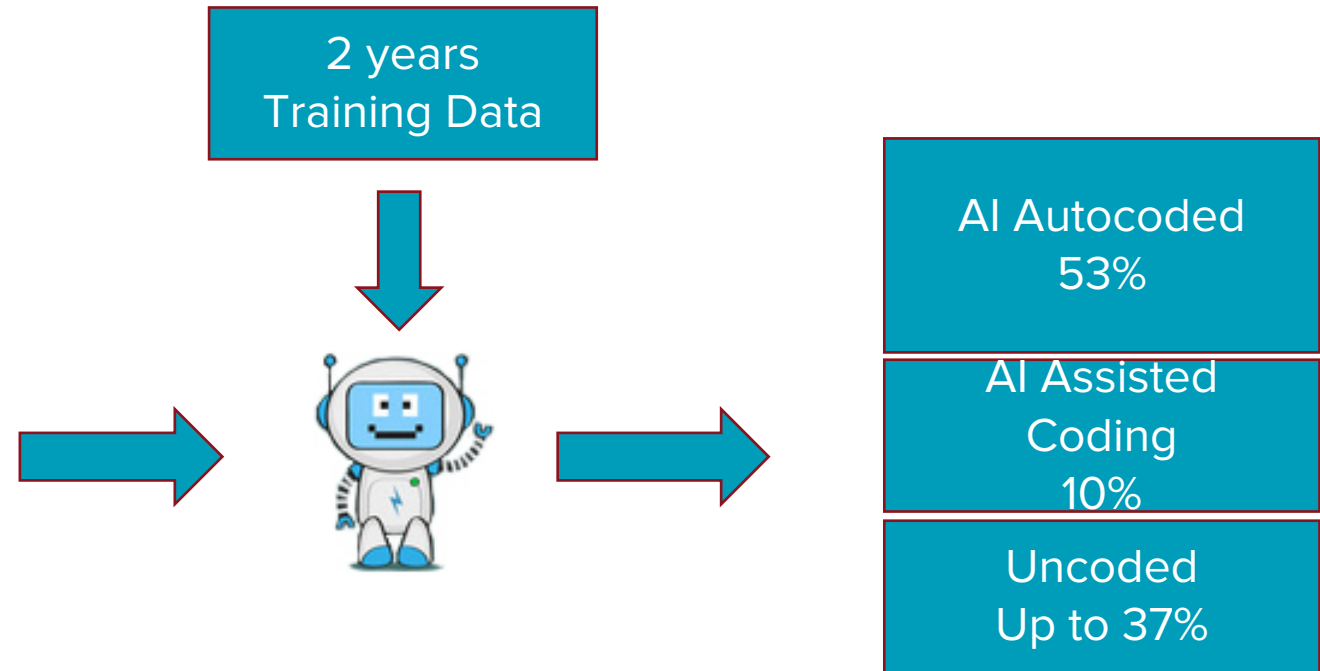 2 years
Training Data
AI Autocoded
53%
AI Assisted
Coding
10%
Uncoded
Up to 37%